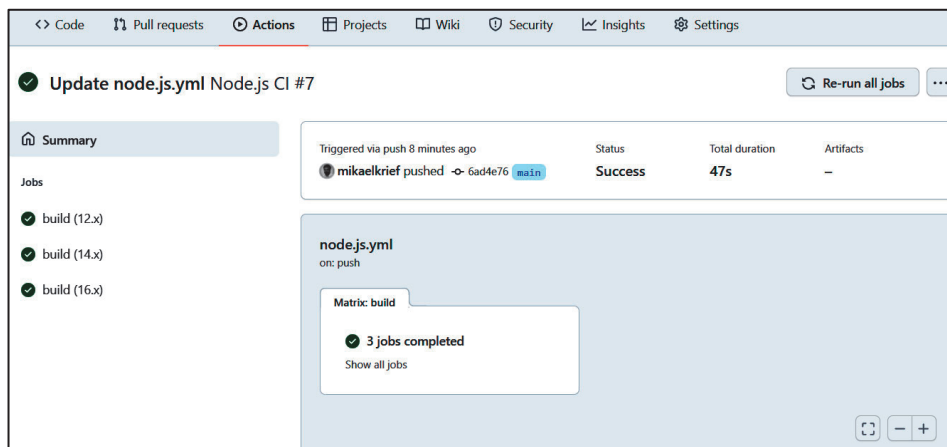 Code Pull requests Actions Projects Wiki Security Insights Settings
Update node.js.yml Node.js CI #7
Re-run all jobs
Summary
Jobs
build (12.x)
build (14.x)
build (16.x)
Triggered via push 8 minutes ago
mikaelkrief pushed 6ad4e76 main
Status
Success
Total duration
47s
Artifacts
–
node.js.yml
on: push
Matrix: build
3 jobs completed
Show all jobs